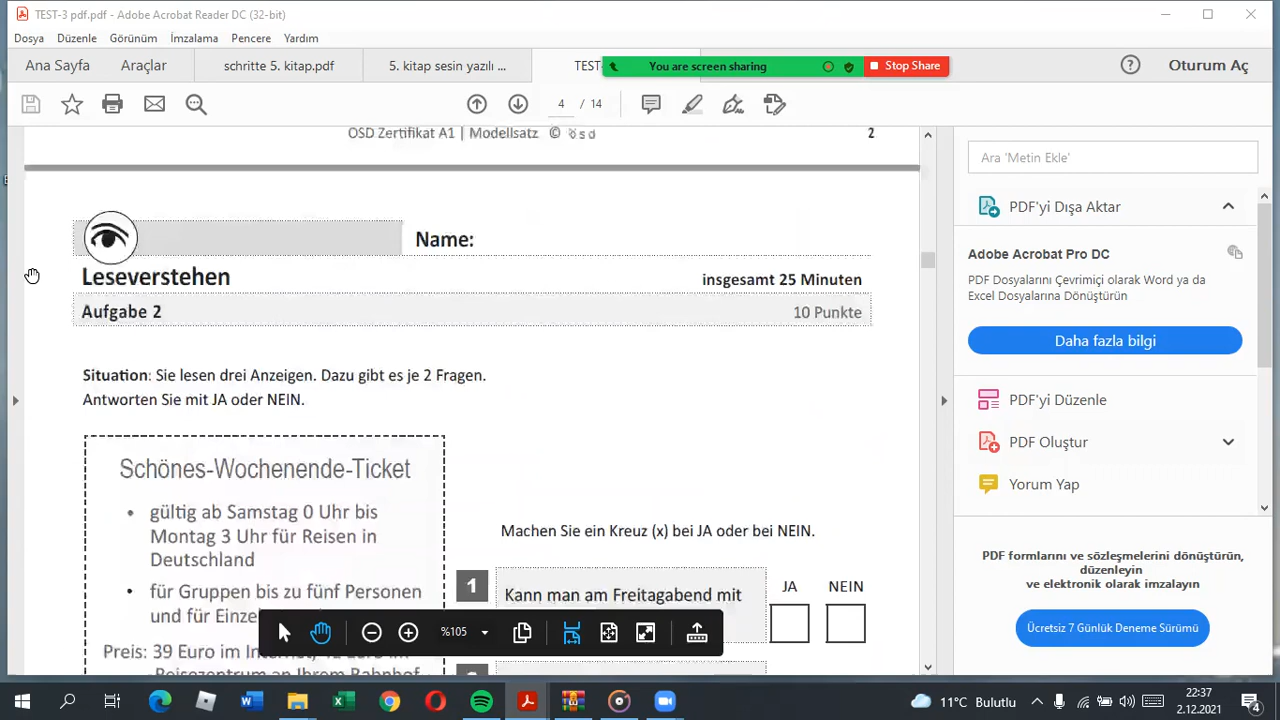 TEST-3 pdf.pdf - Adobe Acrobat Reader DC (32-bit)
Dosya Düzenle Görünüm İmzalama Pencere Yardım
Ana Sayfa Araçlar schritte 5. kitap.pdf 5. kitap sesin yazılı ... TEST-
You are screen sharing Stop Share
Oturum Aç
4 / 14
ÖSD Zertifikat A1 | Modellsatz © ösd 2
Ara 'Metin Ekle'
PDF'yi Dışa Aktar
Adobe Acrobat Pro DC
PDF Dosyalarını Çevrimiçi olarak Word ya da
Excel Dosyalarına Dönüştürün
Daha fazla bilgi
PDF'yi Düzenle
PDF Oluştur
Yorum Yap
PDF formlarını ve sözleşmelerini dönüştürün,
düzenleyin
ve elektronik olarak imzalayın
Ücretsiz 7 Günlük Deneme Sürümü
Name:
Leseverstehen insgesamt 25 Minuten
Aufgabe 2 10 Punkte
Situation: Sie lesen drei Anzeigen. Dazu gibt es je 2 Fragen.
Antworten Sie mit JA oder NEIN.
Schönes-Wochenende-Ticket
• gültig ab Samstag 0 Uhr bis
Montag 3 Uhr für Reisen in
Deutschland
• für Gruppen bis zu fünf Personen
und für
Preis: 39 Euro im
Machen Sie ein Kreuz (x) bei JA oder bei NEIN.
JA NEIN
1 Kann man am Freitagabend mit
%105
11°C Bulutlu
22:37
2.12.2021
4